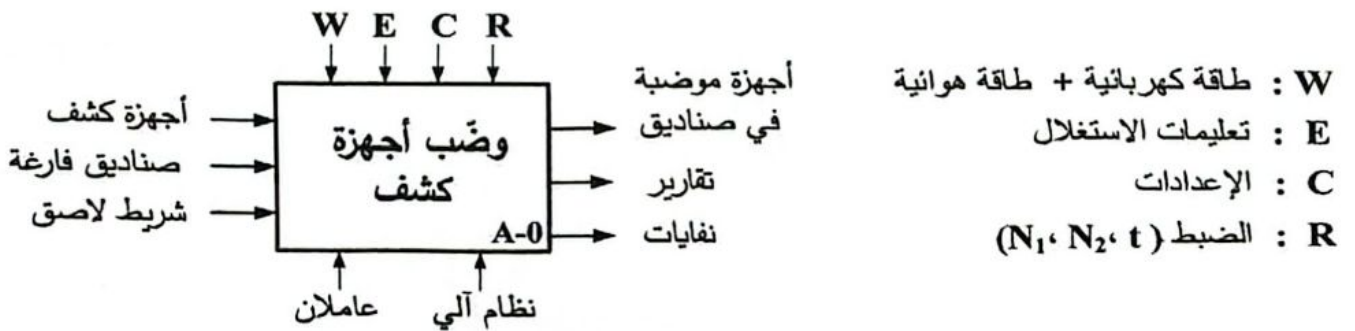 W E C R
أجهزة كشف
صناديق فارغة
شريط لاصق
وضّب أجهزة
كشف
A-0
أجهزة موضبة
في صناديق
تقارير
نفايات
عاملان
نظام آلي
W : طاقة كهربائية + طاقة هوائية
E : تعليمات الاستغلال
C : الإعدادات
R : الضبط (N₁، N₂، t)